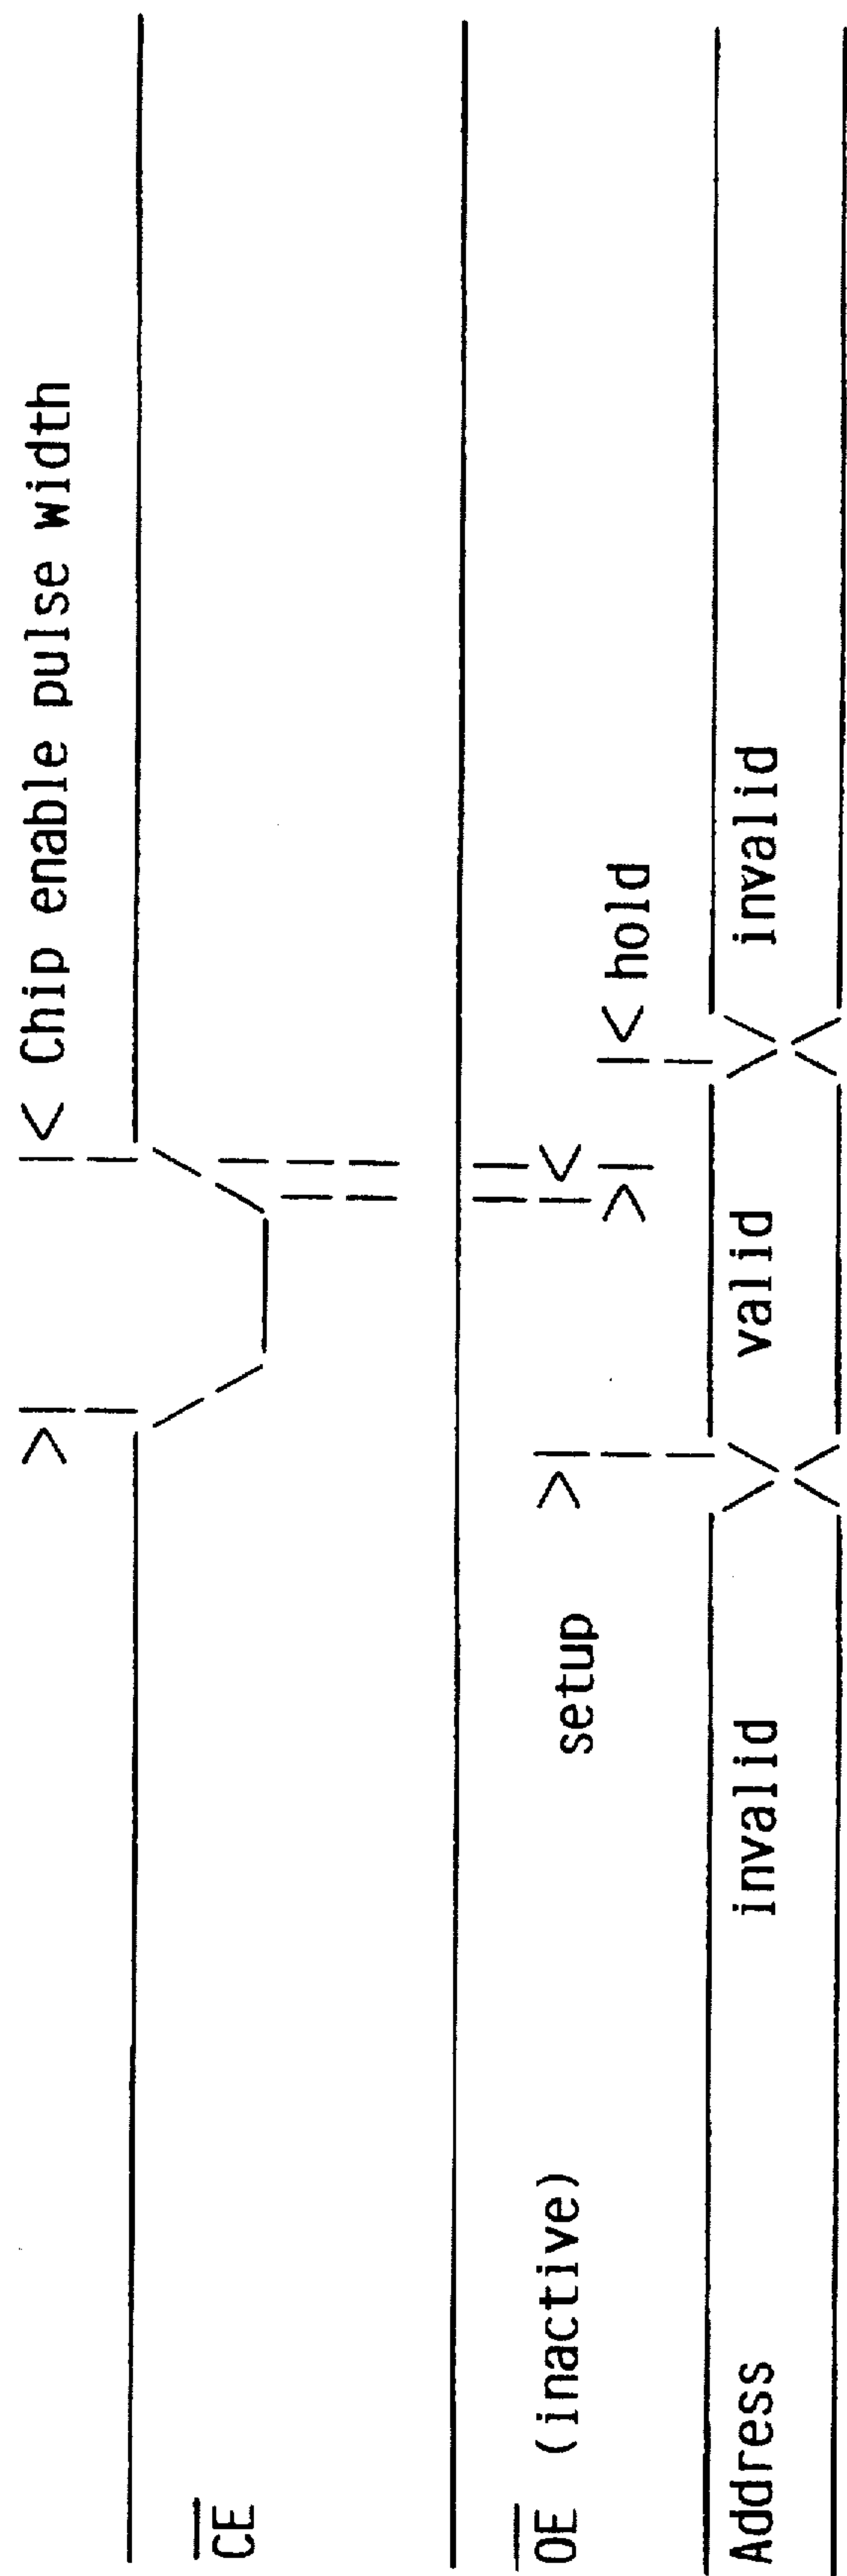 Chip enable pulse width
CE
OE (inactive)
setup
hold
Address
invalid
valid
invalid